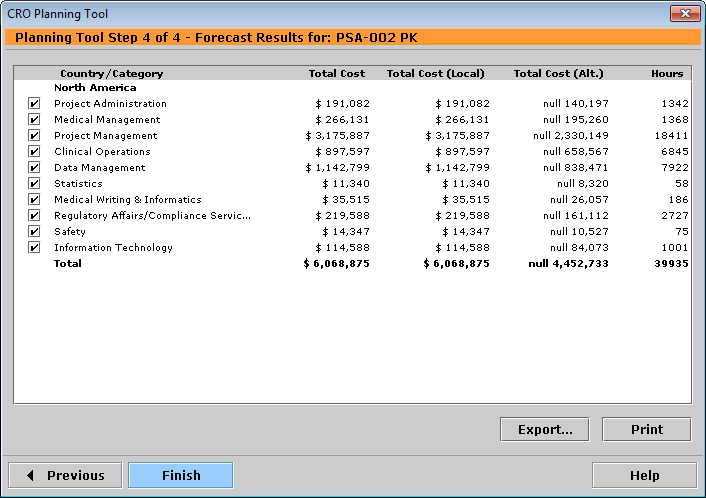 CRO Planning Tool
Planning Tool Step 4 of 4 - Forecast Results for: PSA-002 PK
Country/Category Total Cost Total Cost (Local) Total Cost (Alt.) Hours
North America
Project Administration $ 191,082 $ 191,082 null 140,197 1342
Medical Management $ 266,131 $ 266,131 null 195,260 1368
Project Management $ 3,175,887 $ 3,175,887 null 2,330,149 18411
Clinical Operations $ 897,597 $ 897,597 null 658,567 6845
Data Management $ 1,142,799 $ 1,142,799 null 838,471 7922
Statistics $ 11,340 $ 11,340 null 8,320 58
Medical Writing & Informatics $ 35,515 $ 35,515 null 26,057 186
Regulatory Affairs/Compliance Servic... $ 219,588 $ 219,588 null 161,112 2727
Safety $ 14,347 $ 14,347 null 10,527 75
Information Technology $ 114,588 $ 114,588 null 84,073 1001
Total $ 6,068,875 $ 6,068,875 null 4,452,733 39935
Export... Print
Previous Finish Help